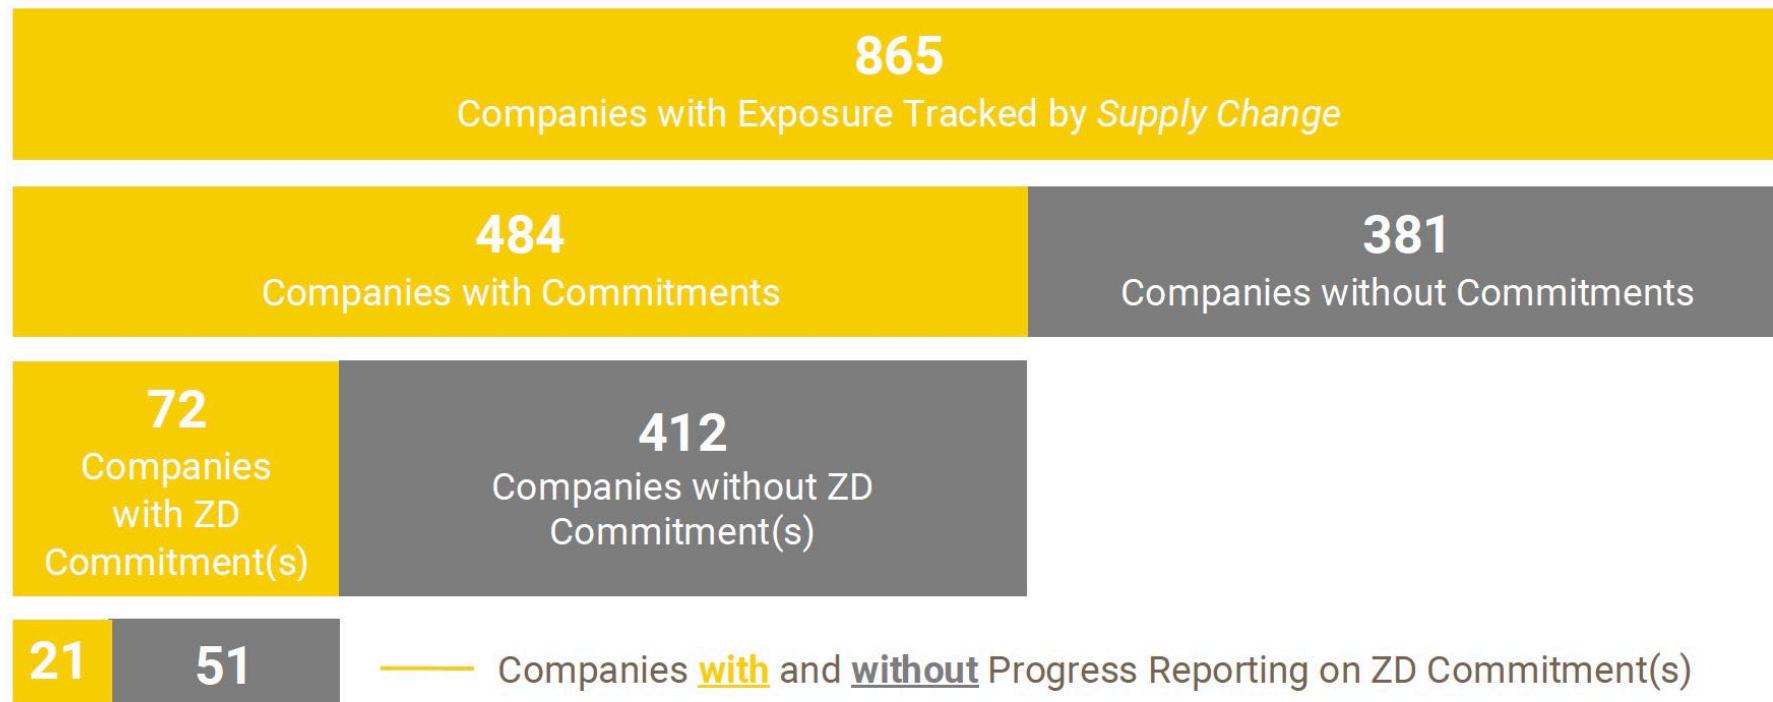 865
Companies with Exposure Tracked by Supply Change
484
Companies with Commitments
381
Companies without Commitments
72
Companies
with ZD
Commitment(s)
412
Companies without ZD
Commitment(s)
21
51
Companies with and without Progress Reporting on ZD Commitment(s)